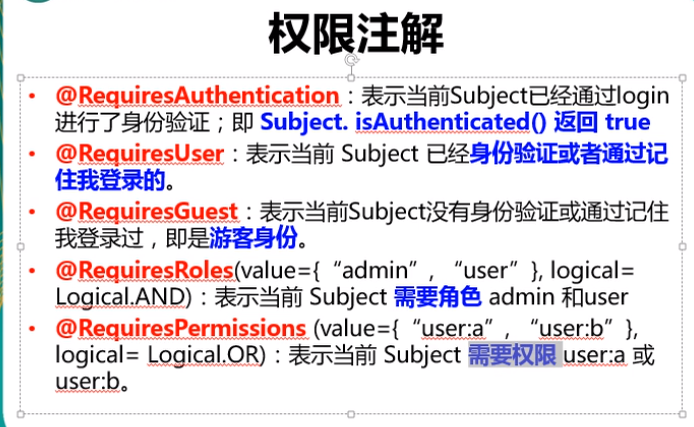 权限注解
• @RequiresAuthentication：表示当前Subject已经通过login
进行了身份验证；即 Subject. isAuthenticated() 返回 true
• @RequiresUser：表示当前 Subject 已经身份验证或者通过记
住我登录的。
• @RequiresGuest：表示当前Subject没有身份验证或通过记住
我登录过，即是游客身份。
• @RequiresRoles(value={“admin”, “user”}, logical=
Logical.AND)：表示当前 Subject 需要角色 admin 和user
• @RequiresPermissions (value={“user:a”, “user:b”},
logical= Logical.OR)：表示当前 Subject 需要权限 user:a 或
user:b。